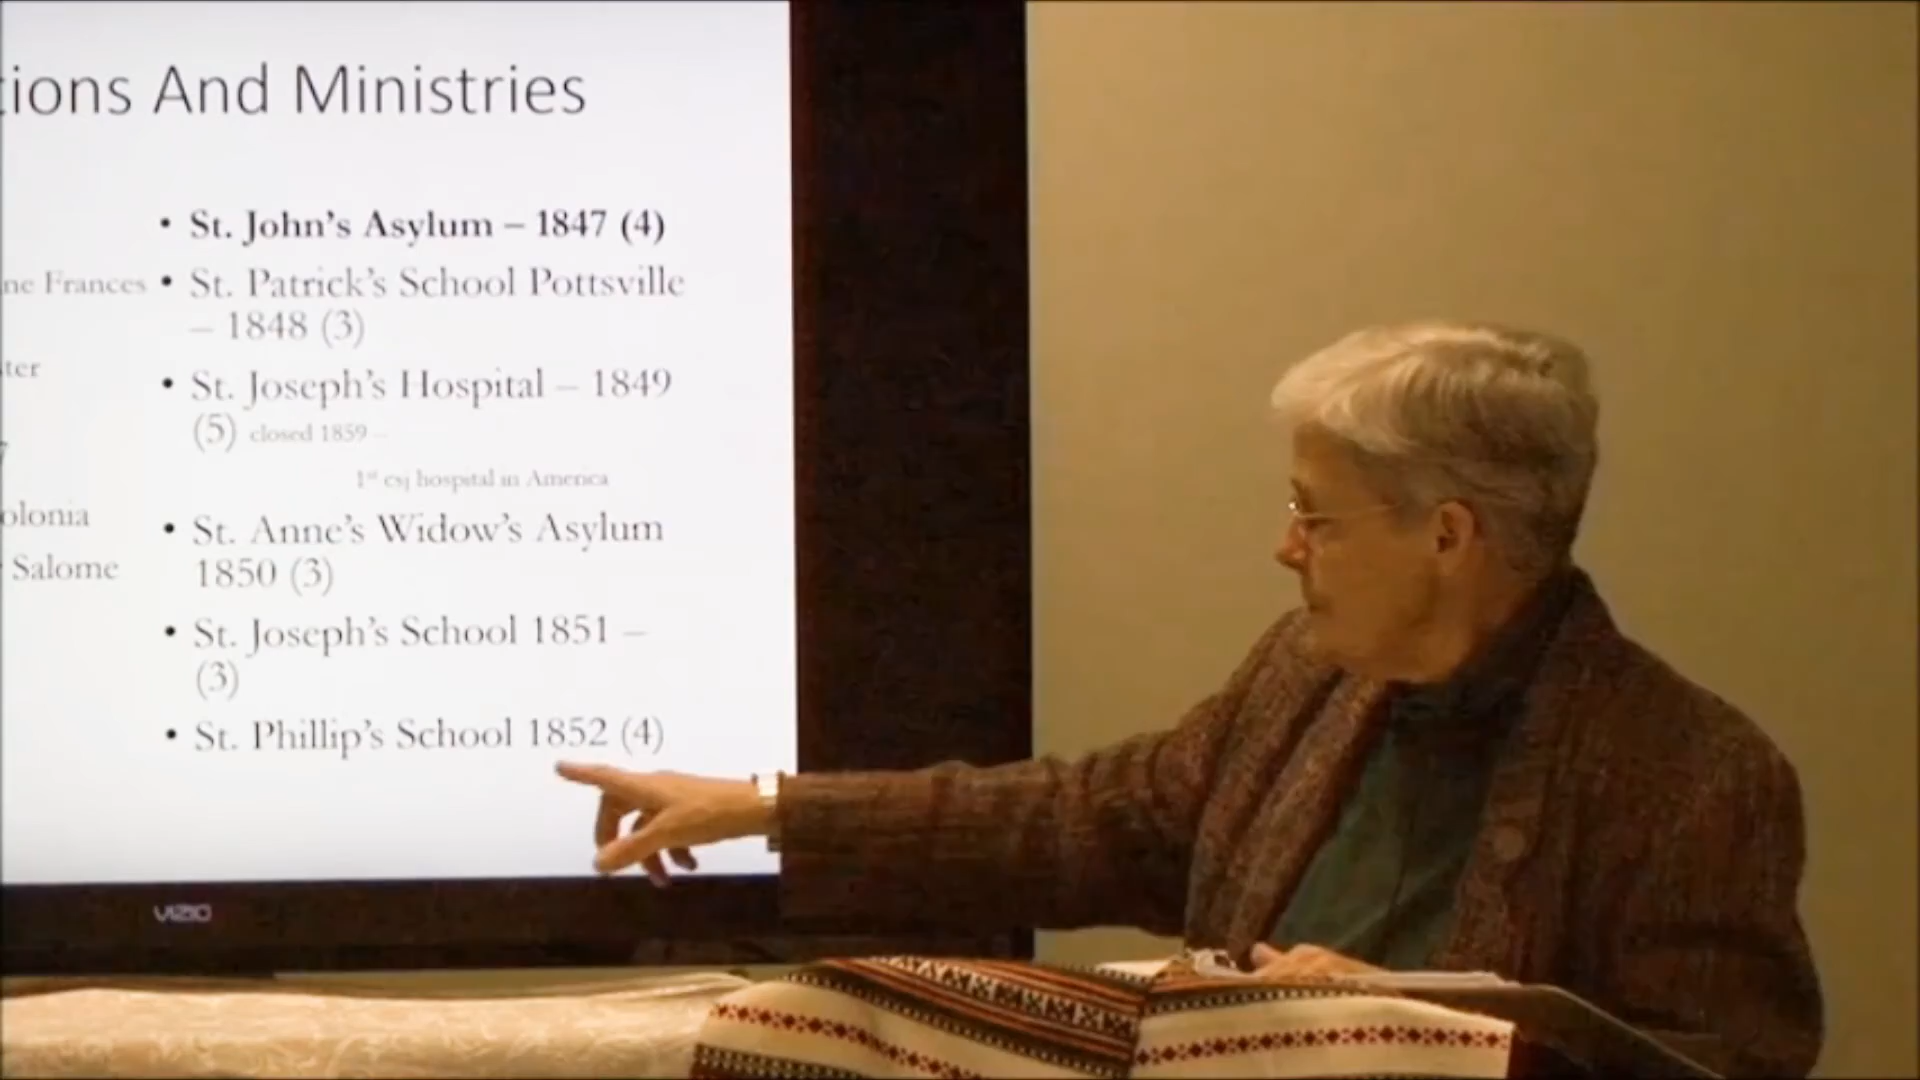 tions And Ministries
• St. John's Asylum – 1847 (4)
ne Frances
• St. Patrick's School Pottsville
– 1848 (3)
ter
• St. Joseph's Hospital – 1849
(5) closed 1859 –
1st csj hospital in America
olonia
• St. Anne's Widow's Asylum
1850 (3)
Salome
• St. Joseph's School 1851 –
(3)
• St. Phillip's School 1852 (4)
VIZIO